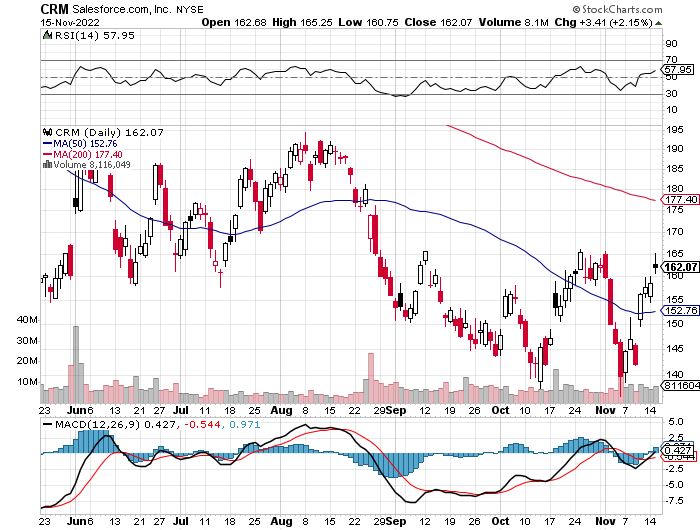 CRM Salesforce.com, Inc. NYSE © StockCharts.com
15-Nov-2022 Open 162.68 High 165.25 Low 160.75 Close 162.07 Volume 8.1M Chg +3.41 (+2.15%)
RSI(14) 57.95
90
70
57.95
50
30
10
CRM (Daily) 162.07
MA(50) 152.76
MA(200) 177.40
Volume 8,116,049
195
190
185
180
177.40
170
165
162.07
155
152.76
145
140
8116049
40M
30M
20M
10M
23 Jun 6 13 21 27 Jul 11 18 25 Aug 8 15 22 29 Sep 12 19 26 Oct 10 17 24 Nov 7 14
MACD(12,26,9) 0.427, -0.544, 0.971
5.0
2.5
0.427
-2.5
-5.0
-7.5
23 Jun 6 13 21 27 Jul 11 18 25 Aug 8 15 22 29 Sep 12 19 26 Oct 10 17 24 Nov 7 14